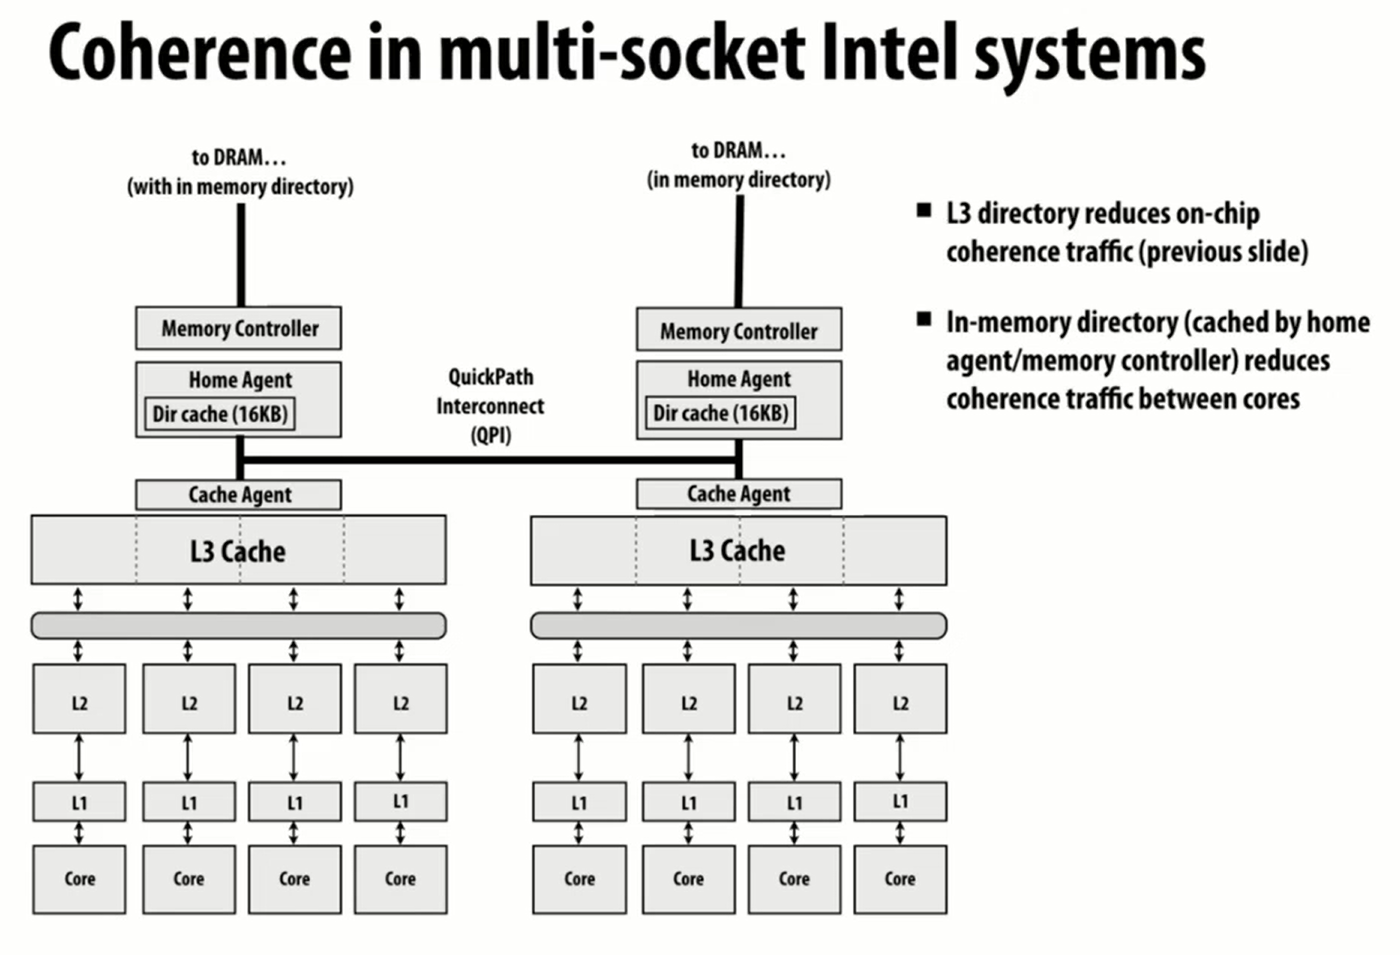 Coherence in multi-socket Intel systems
to DRAM...
(with in memory directory)
to DRAM...
(in memory directory)
■ L3 directory reduces on-chip
coherence traffic (previous slide)
■ In-memory directory (cached by home
agent/memory controller) reduces
coherence traffic between cores
Memory Controller
Home Agent
Dir cache (16KB)
QuickPath
Interconnect
(QPI)
Memory Controller
Home Agent
Dir cache (16KB)
Cache Agent
Cache Agent
L3 Cache
L3 Cache
L2 L2 L2 L2
L2 L2 L2 L2
L1 L1 L1 L1
L1 L1 L1 L1
Core Core Core Core
Core Core Core Core